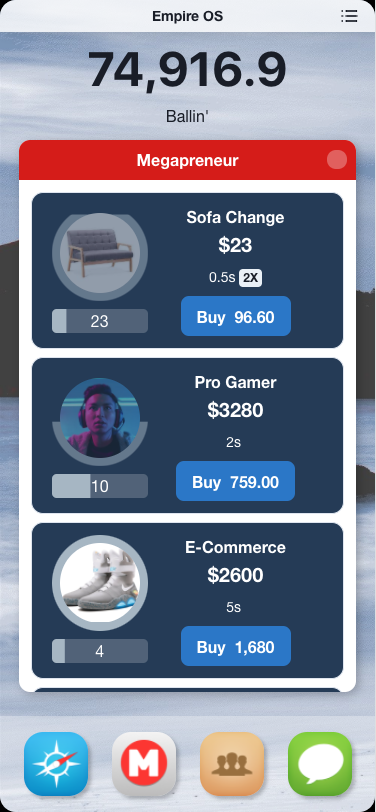 Empire OS
74,916.9
Ballin'
Megapreneur
Sofa Change
$23
0.5s 2X
23
Buy 96.60
Pro Gamer
$3280
2s
10
Buy 759.00
E-Commerce
$2600
5s
4
Buy 1,680
M